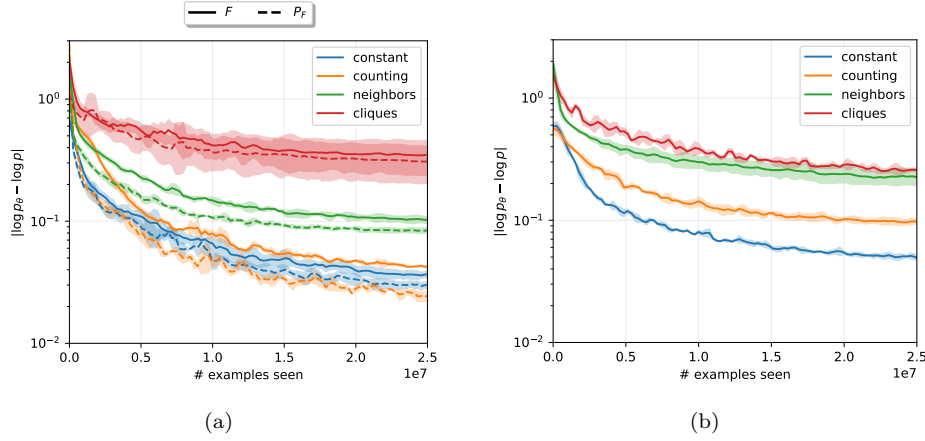 F P_F
constant
counting
neighbors
cliques
|log p_θ − log p|
10^0
10^{-1}
10^{-2}
0.0 0.5 1.0 1.5 2.0 2.5
1e7
# examples seen
(a)
constant
counting
neighbors
cliques
|log p_θ − log p|
10^0
10^{-1}
10^{-2}
0.0 0.5 1.0 1.5 2.0 2.5
1e7
# examples seen
(b)